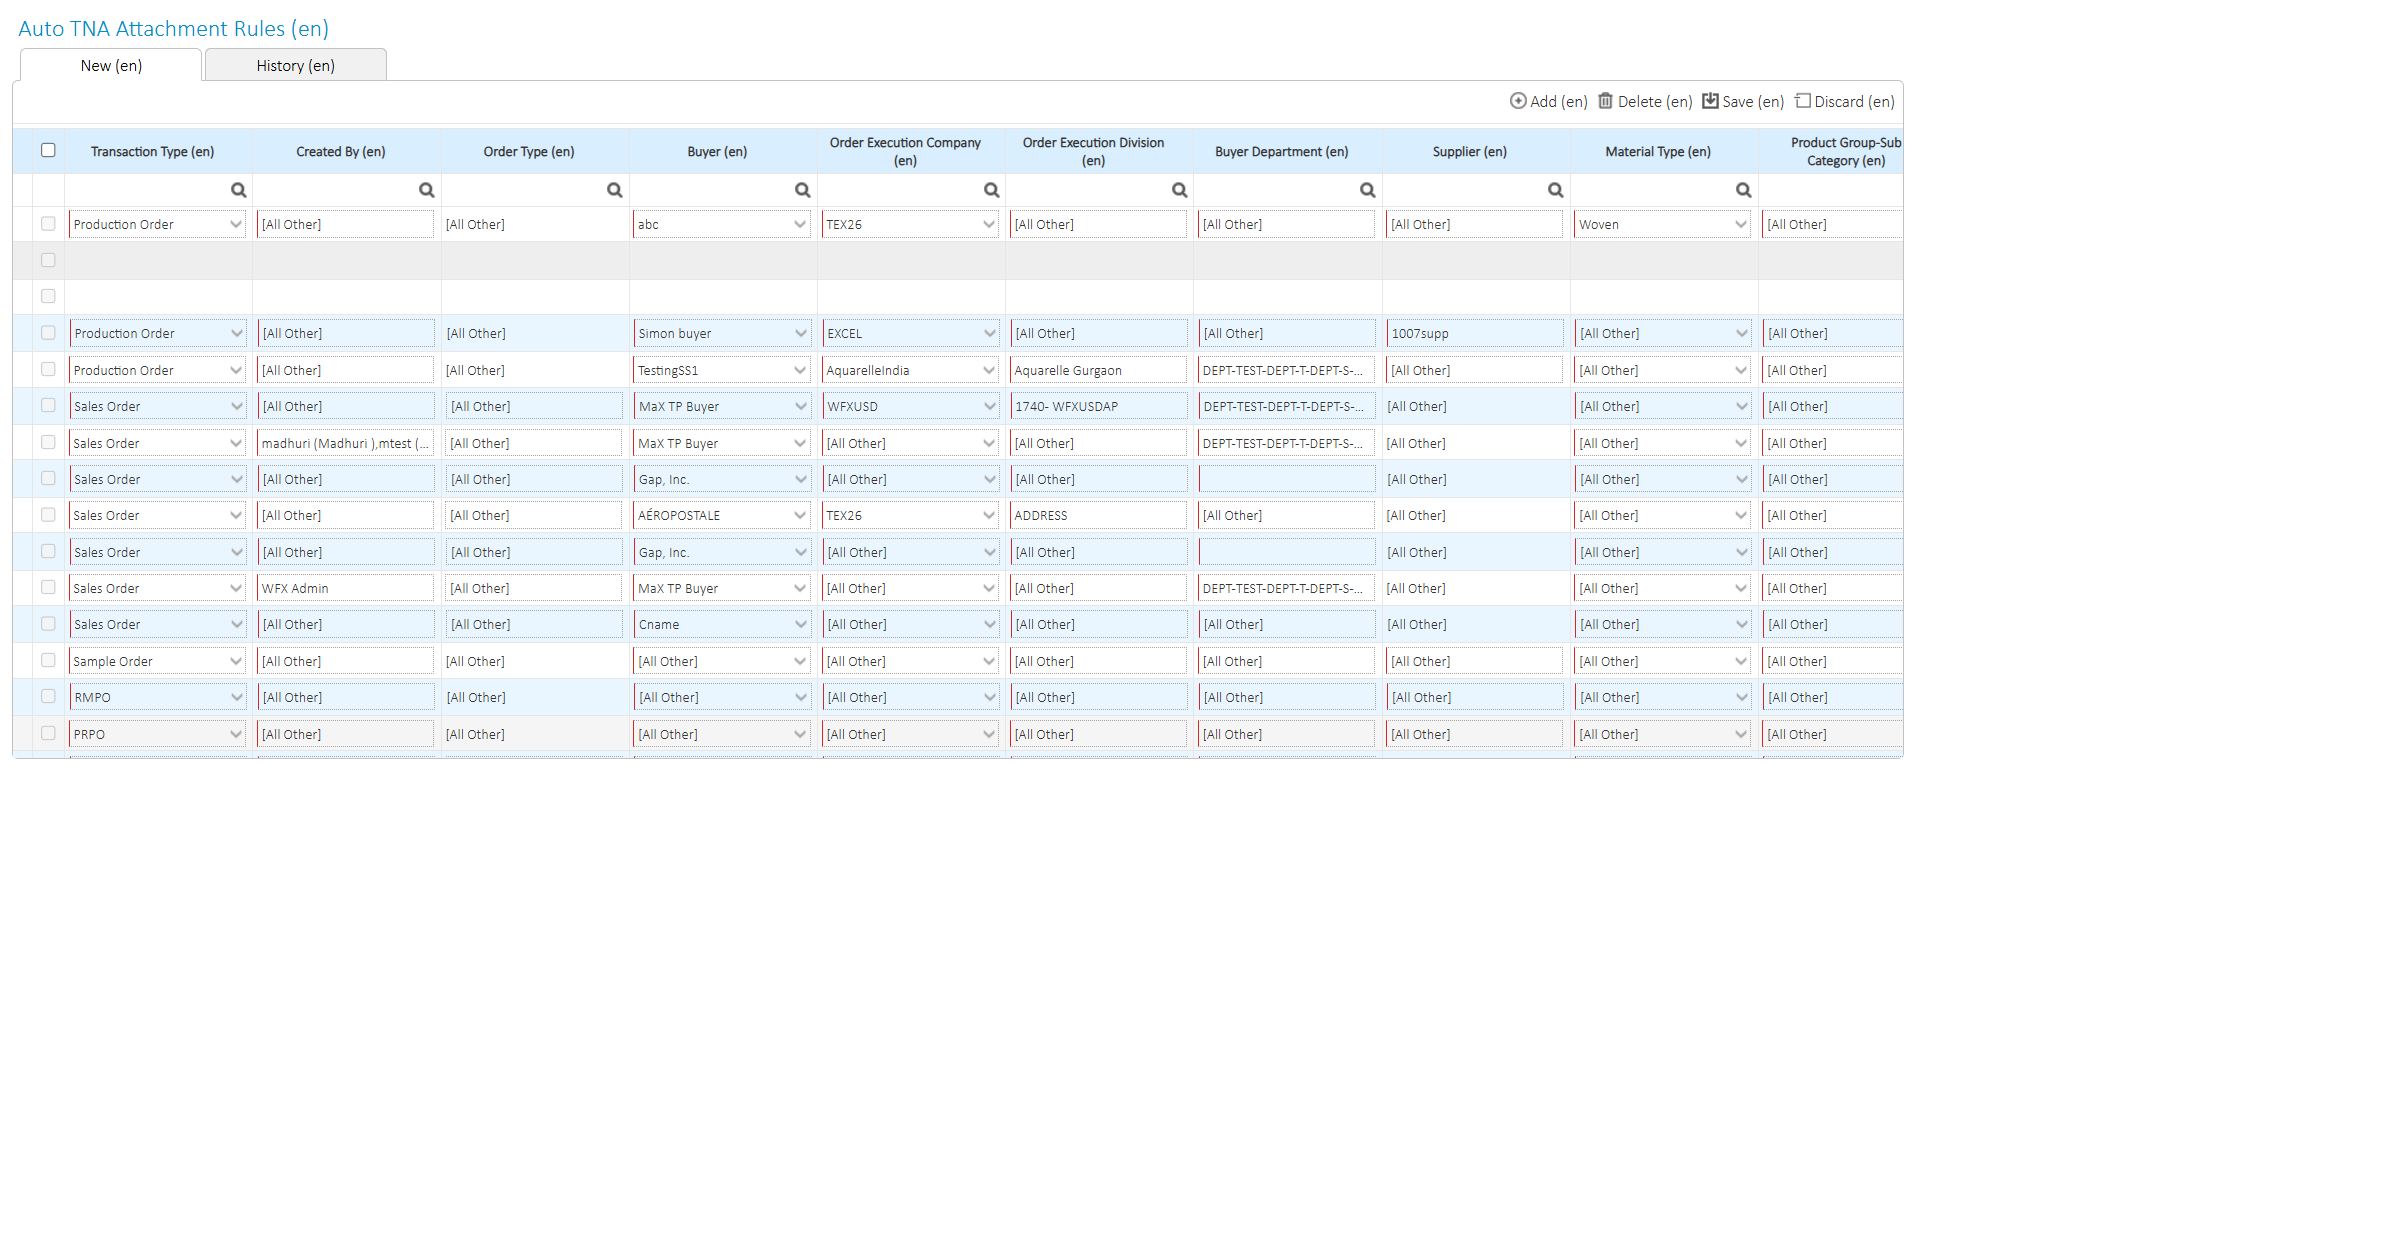 Auto TNA Attachment Rules (en)
New (en) History (en)
Add (en) Delete (en) Save (en) Discard (en)
Transaction Type (en) Created By (en) Order Type (en) Buyer (en) Order Execution Company (en) Order Execution Division (en) Buyer Department (en) Supplier (en) Material Type (en) Product Group-Sub Category (en)
Production Order [All Other] [All Other] abc TEX26 [All Other] [All Other] [All Other] Woven [All Other]
Production Order [All Other] [All Other] Simon buyer EXCEL [All Other] [All Other] 1007supp [All Other] [All Other]
Production Order [All Other] [All Other] TestingSS1 AquarelleIndia Aquarelle Gurgaon DEPT-TEST-DEPT-T-DEPT-S-... [All Other] [All Other] [All Other]
Sales Order [All Other] [All Other] MaX TP Buyer WFXUSD 1740- WFXUSDAP DEPT-TEST-DEPT-T-DEPT-S-... [All Other] [All Other] [All Other]
Sales Order madhuri (Madhuri ),mtest (... [All Other] MaX TP Buyer [All Other] [All Other] DEPT-TEST-DEPT-T-DEPT-S-... [All Other] [All Other] [All Other]
Sales Order [All Other] [All Other] Gap, Inc. [All Other] [All Other] [All Other] [All Other] [All Other]
Sales Order [All Other] [All Other] AÉROPOSTALE TEX26 ADDRESS [All Other] [All Other] [All Other] [All Other]
Sales Order [All Other] [All Other] Gap, Inc. [All Other] [All Other] [All Other] [All Other] [All Other]
Sales Order WFX Admin [All Other] MaX TP Buyer [All Other] [All Other] DEPT-TEST-DEPT-T-DEPT-S-... [All Other] [All Other] [All Other]
Sales Order [All Other] [All Other] Cname [All Other] [All Other] [All Other] [All Other] [All Other] [All Other]
Sample Order [All Other] [All Other] [All Other] [All Other] [All Other] [All Other] [All Other] [All Other] [All Other]
RMPO [All Other] [All Other] [All Other] [All Other] [All Other] [All Other] [All Other] [All Other] [All Other]
PRPO [All Other] [All Other] [All Other] [All Other] [All Other] [All Other] [All Other] [All Other] [All Other]